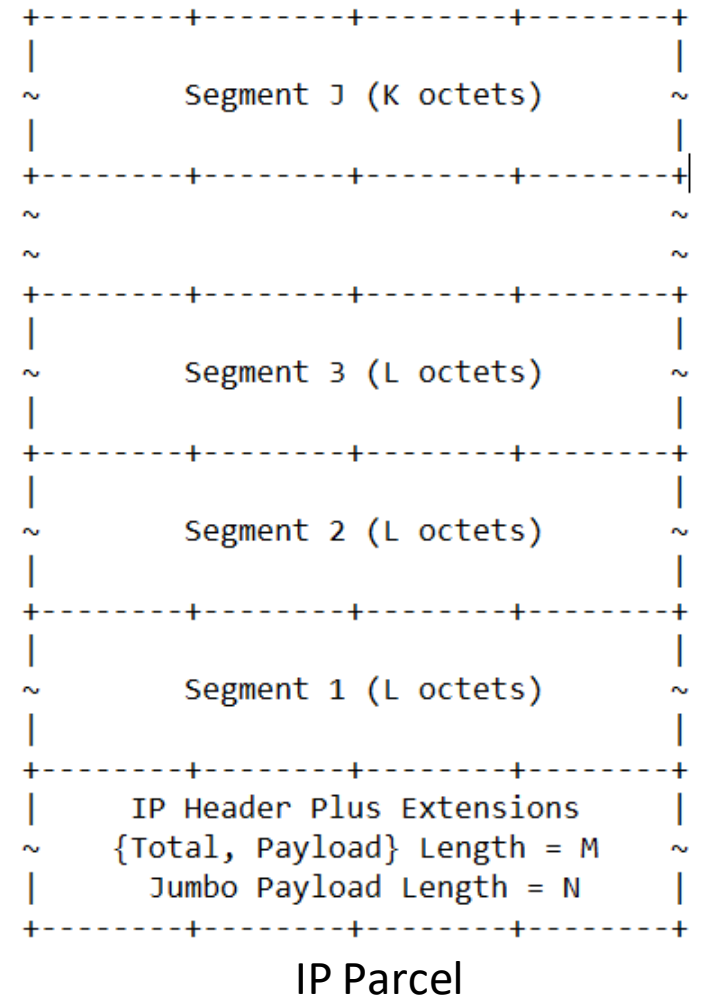 +--------+--------+--------+--------+
|                                   |
~        Segment J (K octets)       ~
|                                   |
+--------+--------+--------+--------+
~                                   ~
~                                   ~
+--------+--------+--------+--------+
|                                   |
~        Segment 3 (L octets)       ~
|                                   |
+--------+--------+--------+--------+
|                                   |
~        Segment 2 (L octets)       ~
|                                   |
+--------+--------+--------+--------+
|                                   |
~        Segment 1 (L octets)       ~
|                                   |
+--------+--------+--------+--------+
|     IP Header Plus Extensions     |
~    {Total, Payload} Length = M    ~
|      Jumbo Payload Length = N     |
+--------+--------+--------+--------+
IP Parcel